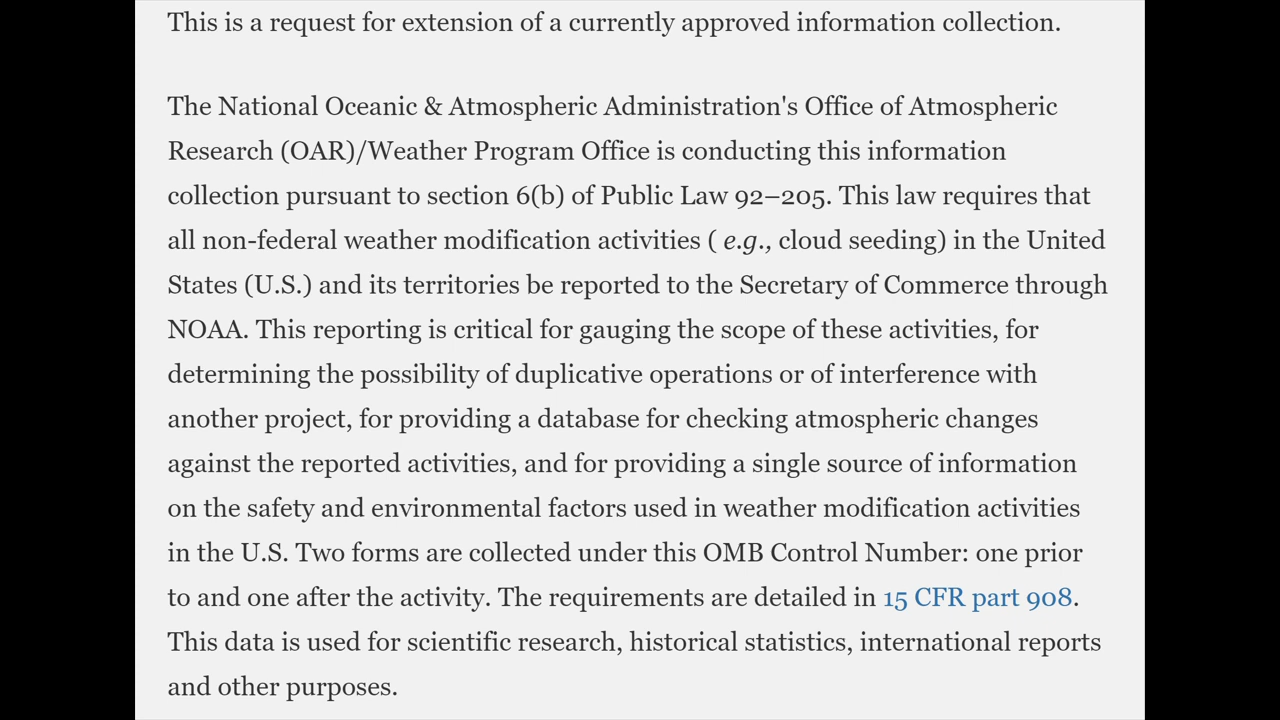 This is a request for extension of a currently approved information collection.
The National Oceanic & Atmospheric Administration's Office of Atmospheric
Research (OAR)/Weather Program Office is conducting this information
collection pursuant to section 6(b) of Public Law 92–205. This law requires that
all non-federal weather modification activities ( e.g., cloud seeding) in the United
States (U.S.) and its territories be reported to the Secretary of Commerce through
NOAA. This reporting is critical for gauging the scope of these activities, for
determining the possibility of duplicative operations or of interference with
another project, for providing a database for checking atmospheric changes
against the reported activities, and for providing a single source of information
on the safety and environmental factors used in weather modification activities
in the U.S. Two forms are collected under this OMB Control Number: one prior
to and one after the activity. The requirements are detailed in 15 CFR part 908.
This data is used for scientific research, historical statistics, international reports
and other purposes.